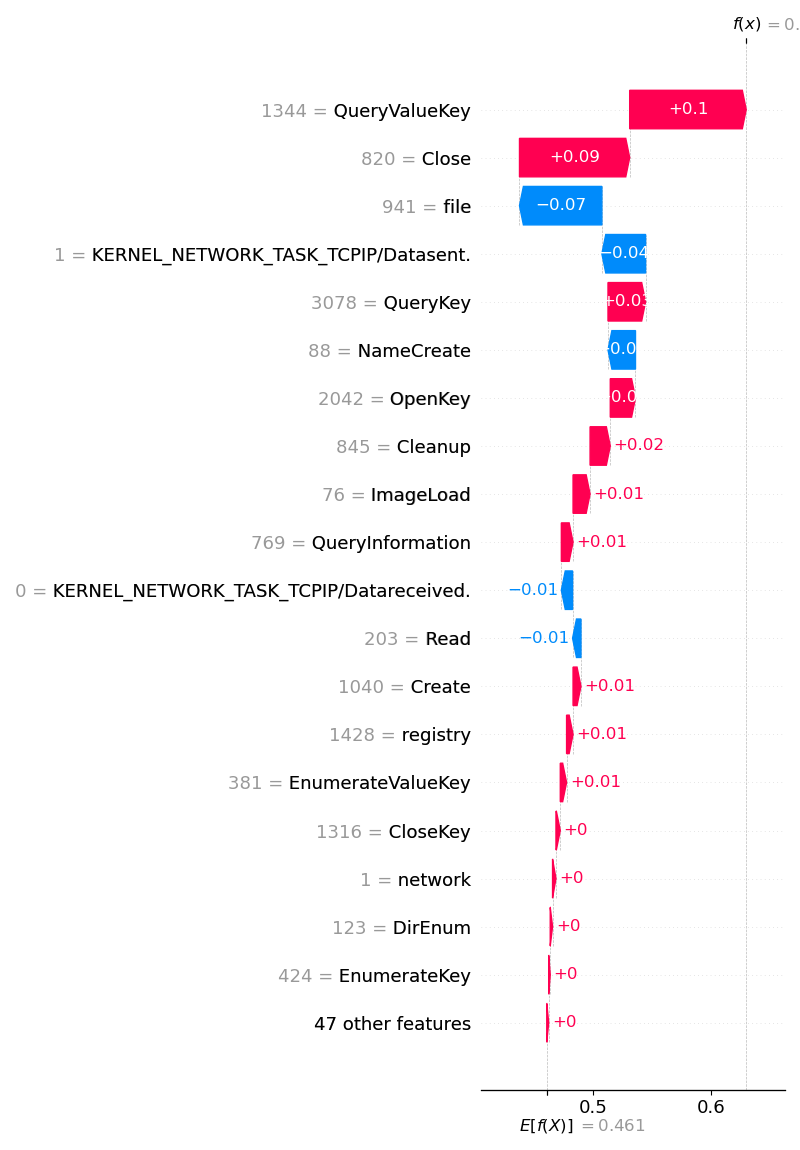 f(x) = 0.
1344 = QueryValueKey +0.1
820 = Close +0.09
941 = file −0.07
1 = KERNEL_NETWORK_TASK_TCPIP/Datasent. −0.04
3078 = QueryKey +0.03
88 = NameCreate
2042 = OpenKey
845 = Cleanup +0.02
76 = ImageLoad +0.01
769 = QueryInformation +0.01
0 = KERNEL_NETWORK_TASK_TCPIP/Datareceived. −0.01
203 = Read −0.01
1040 = Create +0.01
1428 = registry +0.01
381 = EnumerateValueKey +0.01
1316 = CloseKey +0
1 = network +0
123 = DirEnum +0
424 = EnumerateKey +0
47 other features +0
0.5 0.6
E[f(X)] = 0.461